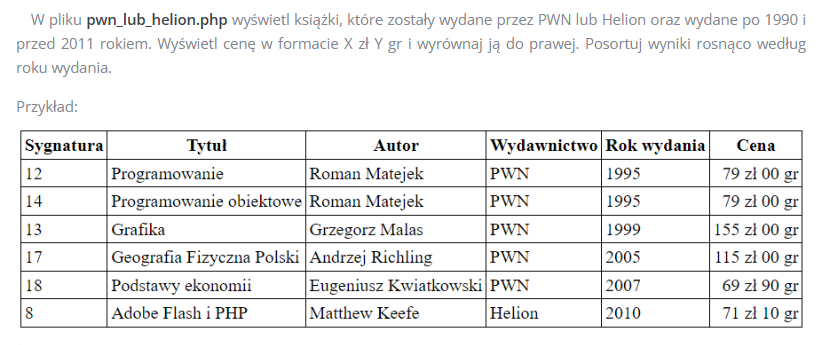 W pliku pwn_lub_helion.php wyświetl książki, które zostały wydane przez PWN lub Helion oraz wydane po 1990 i
przed 2011 rokiem. Wyświetl cenę w formacie X zł Y gr i wyrównaj ją do prawej. Posortuj wyniki rosnąco według
roku wydania.
Przykład:
Sygnatura Tytuł Autor Wydawnictwo Rok wydania Cena
12 Programowanie Roman Matejek PWN 1995 79 zł 00 gr
14 Programowanie obiektowe Roman Matejek PWN 1995 79 zł 00 gr
13 Grafika Grzegorz Malas PWN 1999 155 zł 00 gr
17 Geografia Fizyczna Polski Andrzej Richling PWN 2005 115 zł 00 gr
18 Podstawy ekonomii Eugeniusz Kwiatkowski PWN 2007 69 zł 90 gr
8 Adobe Flash i PHP Matthew Keefe Helion 2010 71 zł 10 gr